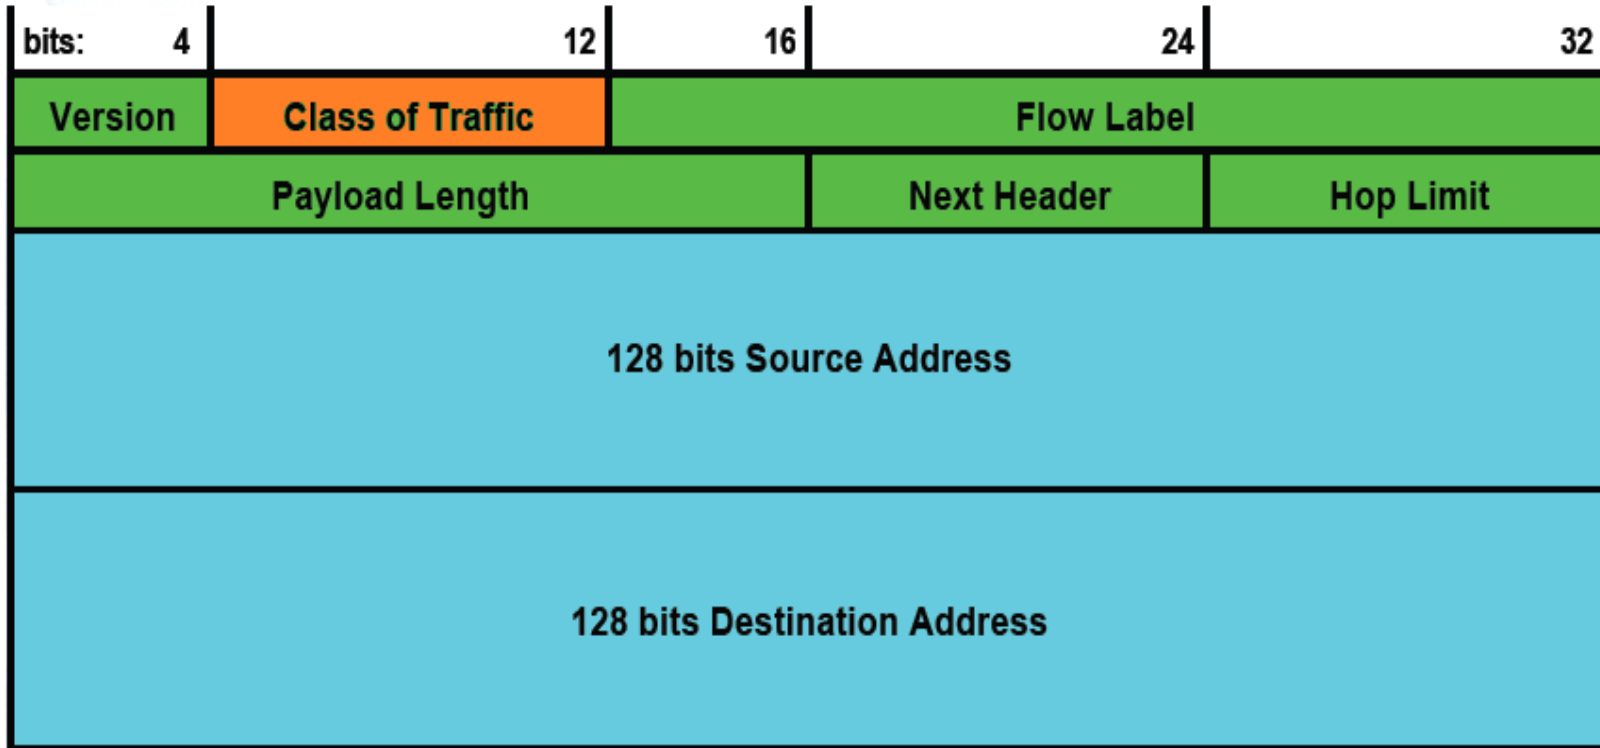 bits: 4 12 16 24 32
Version Class of Traffic Flow Label
Payload Length Next Header Hop Limit
128 bits Source Address
128 bits Destination Address